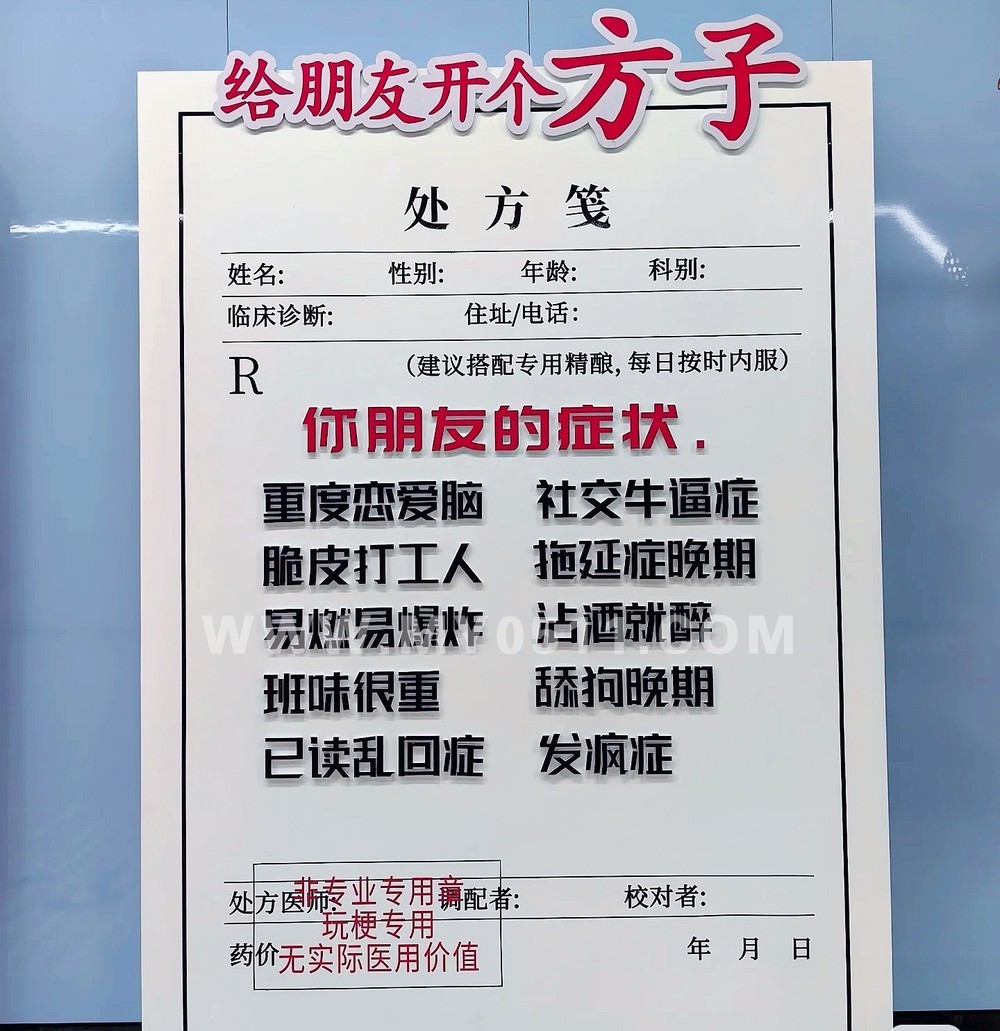 给朋友开个方子
处方笺
姓名: 性别: 年龄: 科别:
临床诊断: 住址/电话:
R （建议搭配专用精酿, 每日按时内服）
你朋友的症状.
重度恋爱脑 社交牛逼症
脆皮打工人 拖延症晚期
易燃易爆炸 沾酒就醉
WWW.MY0571.COM
班味很重 舔狗晚期
已读乱回症 发疯症
非专业专用章
处方医师: 调配者: 校对者:
玩梗专用
药价 年 月 日
无实际医用价值